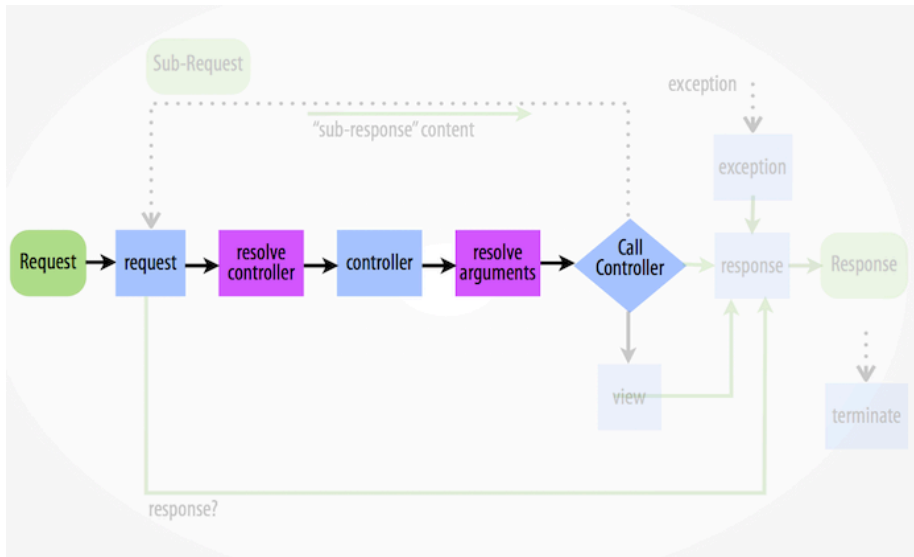 Sub-Request
exception
“sub-response” content
exception
Request
request
resolve
controller
controller
resolve
arguments
Call
Controller
response
Response
view
terminate
response?